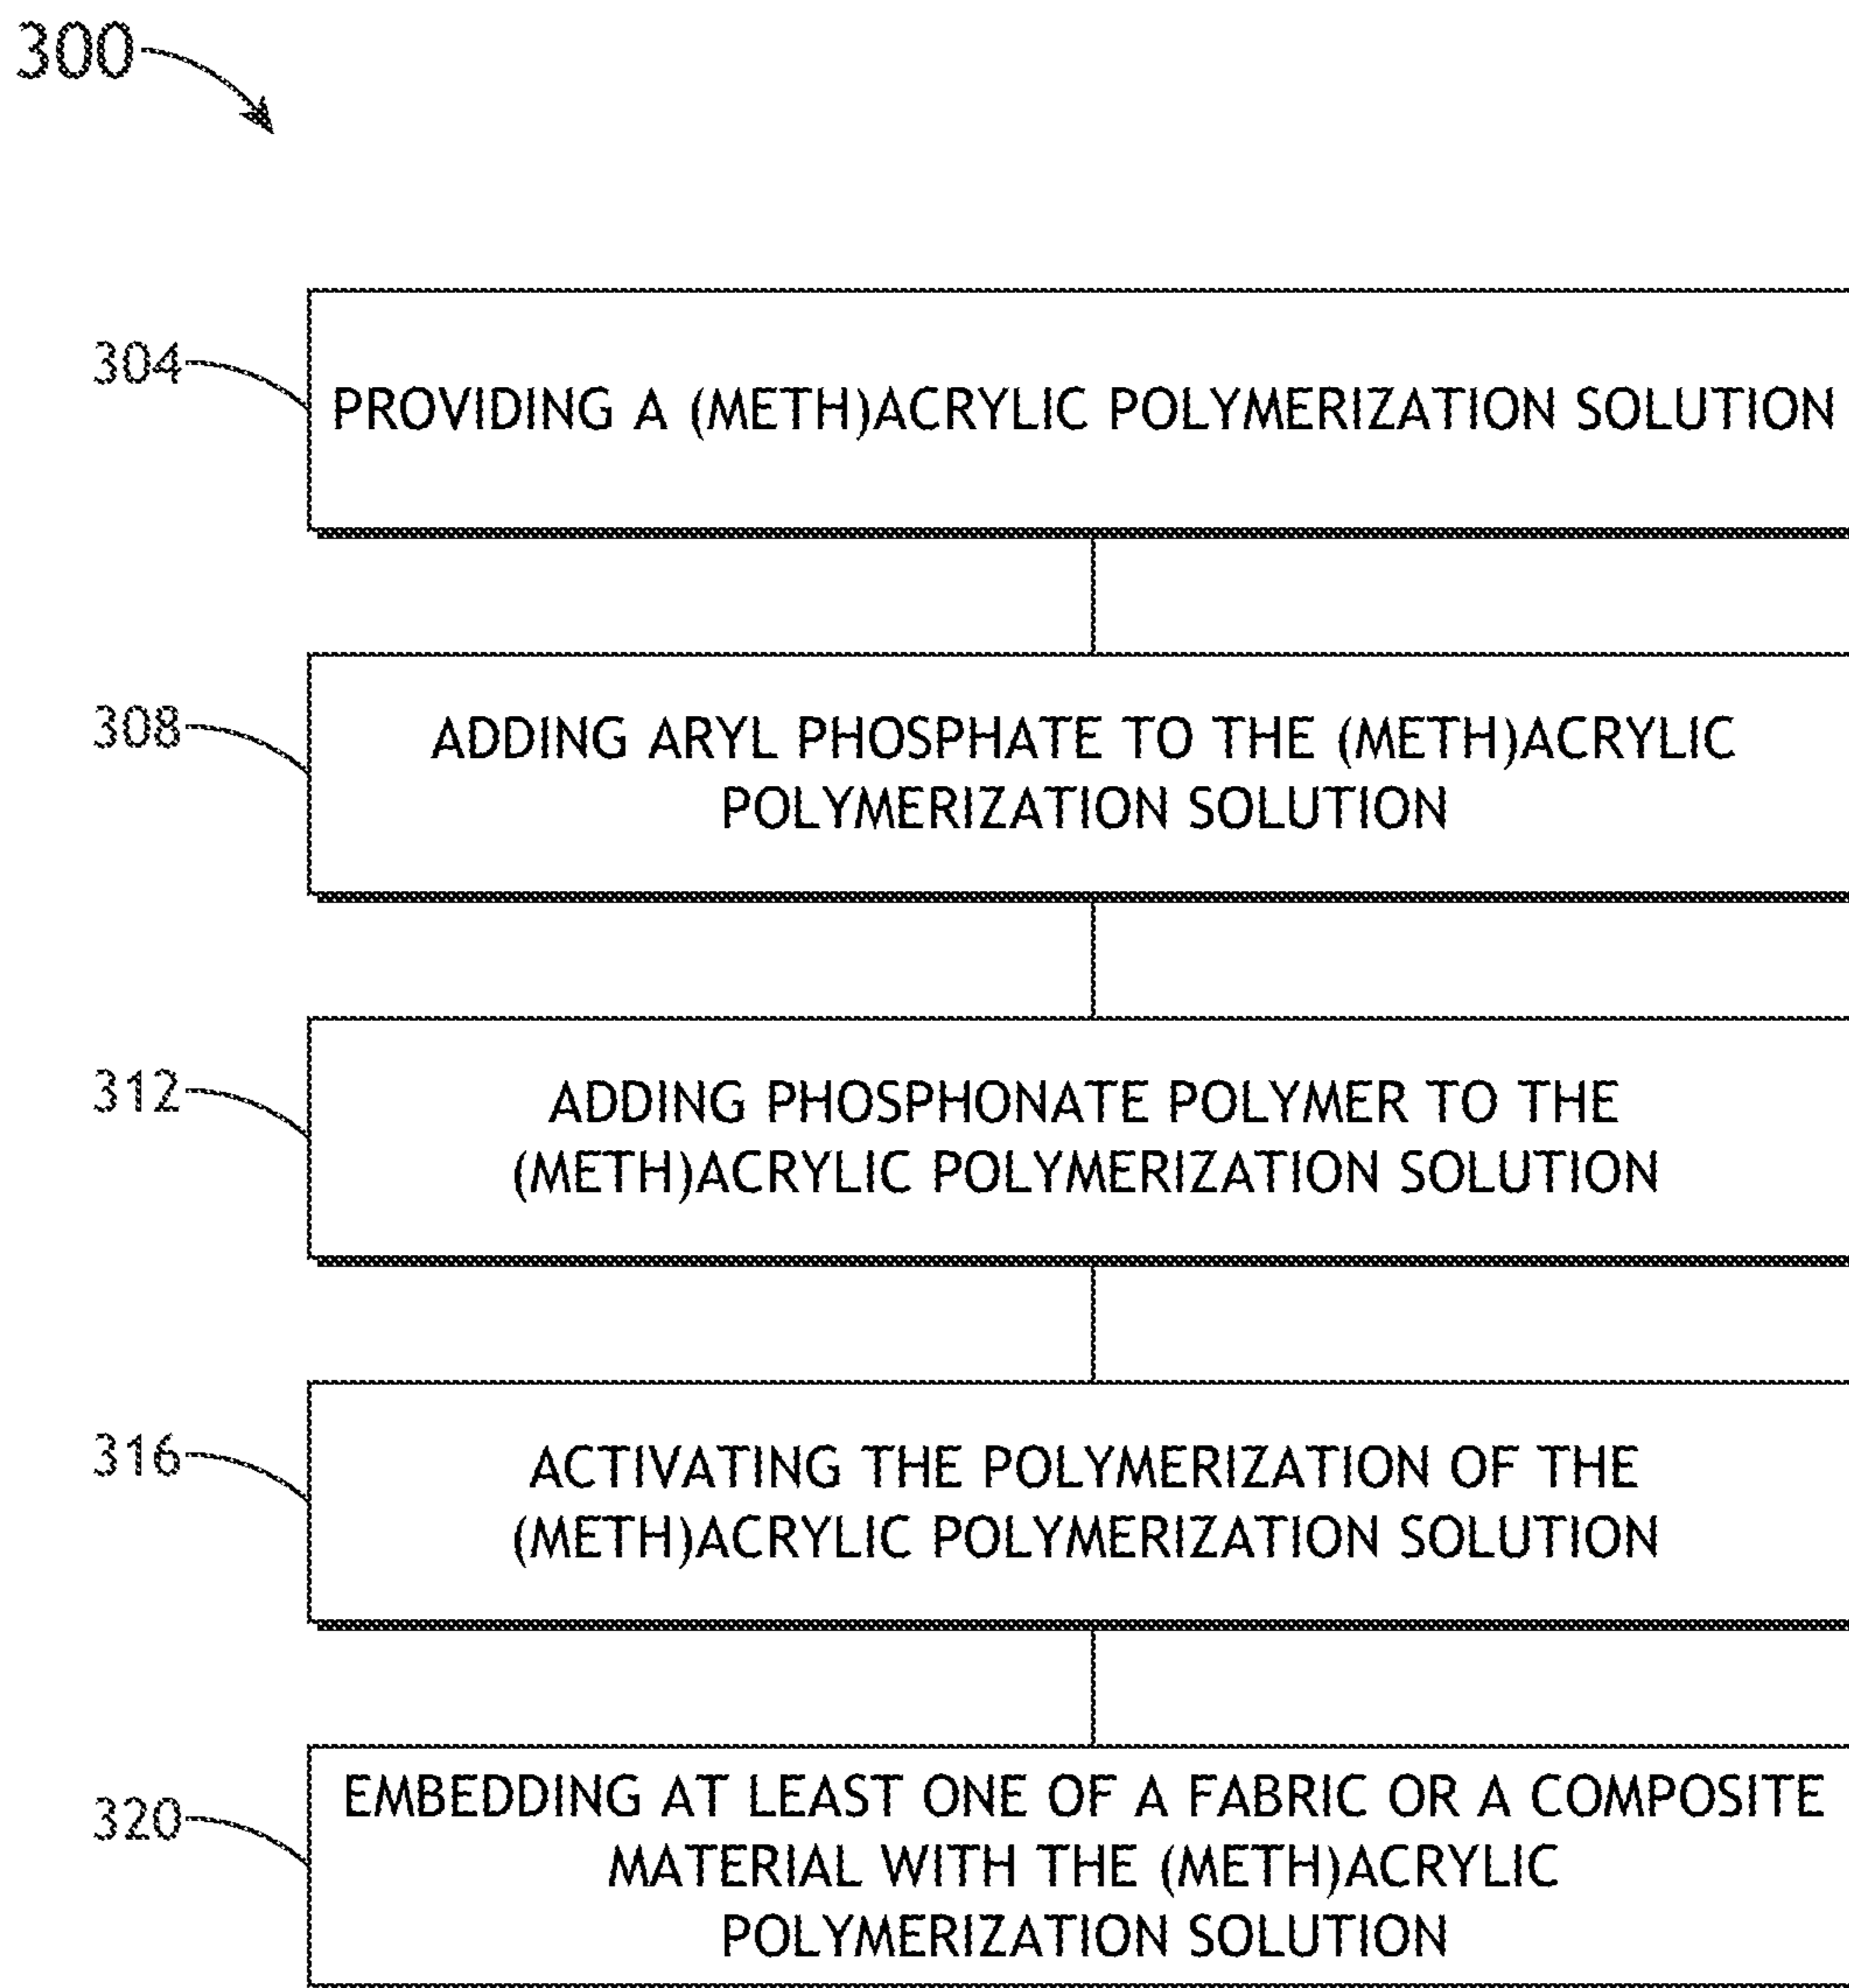 300
304
PROVIDING A (METH)ACRYLIC POLYMERIZATION SOLUTION
308
ADDING ARYL PHOSPHATE TO THE (METH)ACRYLIC
POLYMERIZATION SOLUTION
312
ADDING PHOSPHONATE POLYMER TO THE
(METH)ACRYLIC POLYMERIZATION SOLUTION
316
ACTIVATING THE POLYMERIZATION OF THE
(METH)ACRYLIC POLYMERIZATION SOLUTION
320
EMBEDDING AT LEAST ONE OF A FABRIC OR A COMPOSITE
MATERIAL WITH THE (METH)ACRYLIC
POLYMERIZATION SOLUTION